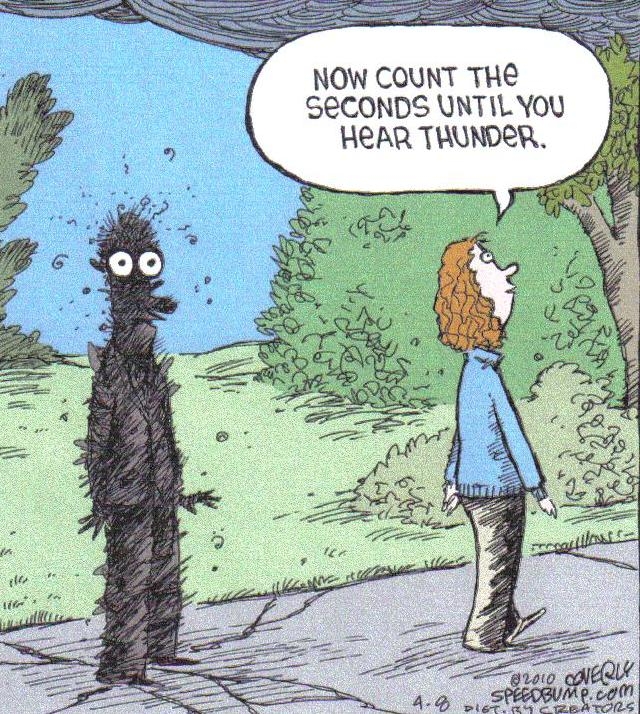 NOW COUNT THE
SECONDS UNTIL YOU
HEAR THUNDER.
©2010 COVERLY
SPEEDBUMP.COM
4-8 DIST. BY CREATORS